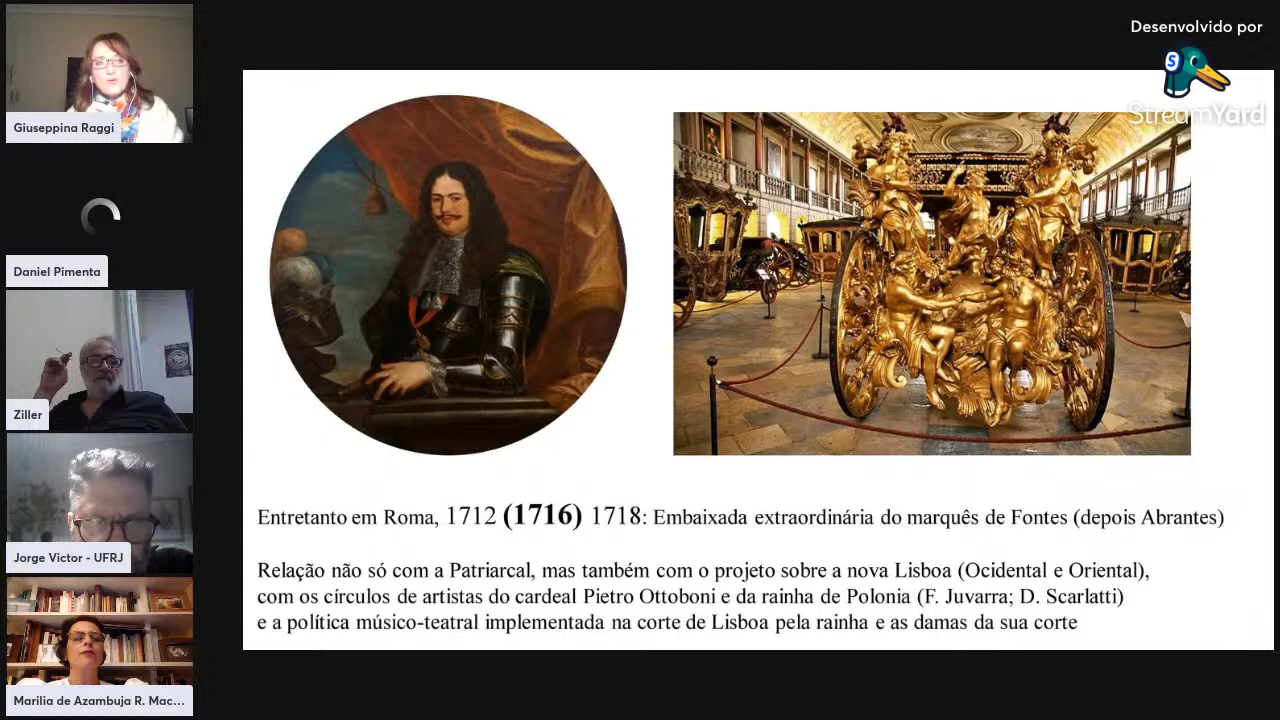 Desenvolvido por
S
StreamYard
Giuseppina Raggi
Daniel Pimenta
Ziller
Jorge Victor - UFRJ
Marilia de Azambuja R. Mac...
Entretanto em Roma, 1712 (1716) 1718: Embaixada extraordinária do marquês de Fontes (depois Abrantes)
Relação não só com a Patriarcal, mas também com o projeto sobre a nova Lisboa (Ocidental e Oriental),
com os círculos de artistas do cardeal Pietro Ottoboni e da rainha de Polonia (F. Juvarra; D. Scarlatti)
e a política músico-teatral implementada na corte de Lisboa pela rainha e as damas da sua corte